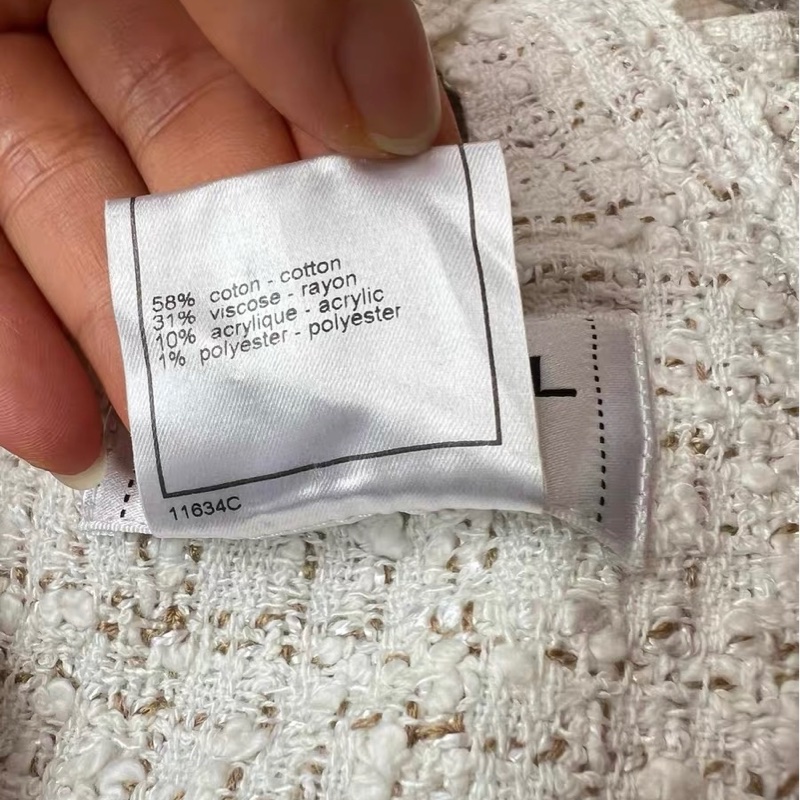 58% coton - cotton
31% viscose - rayon
10% acrylique - acrylic
1% polyester - polyester
11634C
L